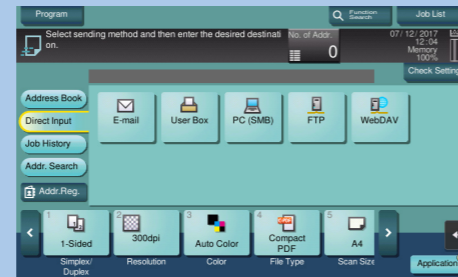 Program
Function
Search
Job List
Select sending method and then enter the desired destinati
on.
No. of Addr.
0
07/12/2017
12:04
Memory
100%
Check Setting
Address Book
Direct Input
Job History
Addr. Search
Addr.Reg.
E-mail
User Box
PC (SMB)
FTP
WebDAV
1
1-Sided
Simplex/
Duplex
2
300dpi
Resolution
3
Auto Color
Color
4
Compact
PDF
File Type
5
A4
Scan Size
Application